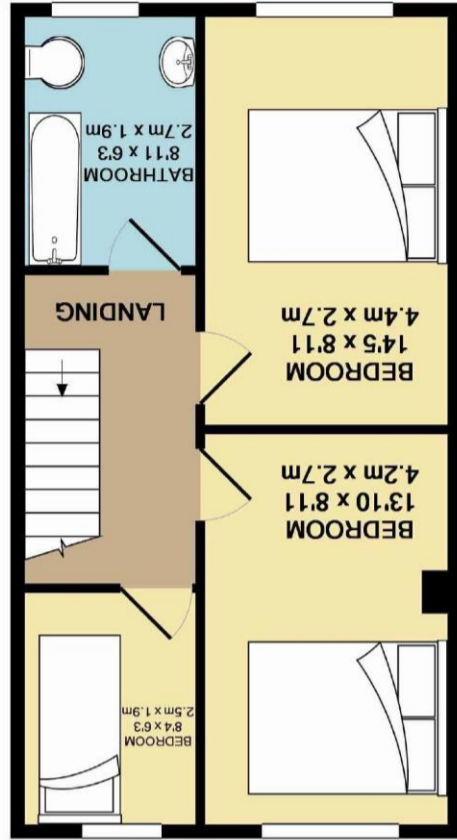 BEDROOM
8'4 x 6'3
2.5m x 1.9m
BEDROOM
13'10 x 8'11
4.2m x 2.7m
BEDROOM
14'5 x 8'11
4.4m x 2.7m
LANDING
BATHROOM
8'11 x 6'3
2.7m x 1.9m